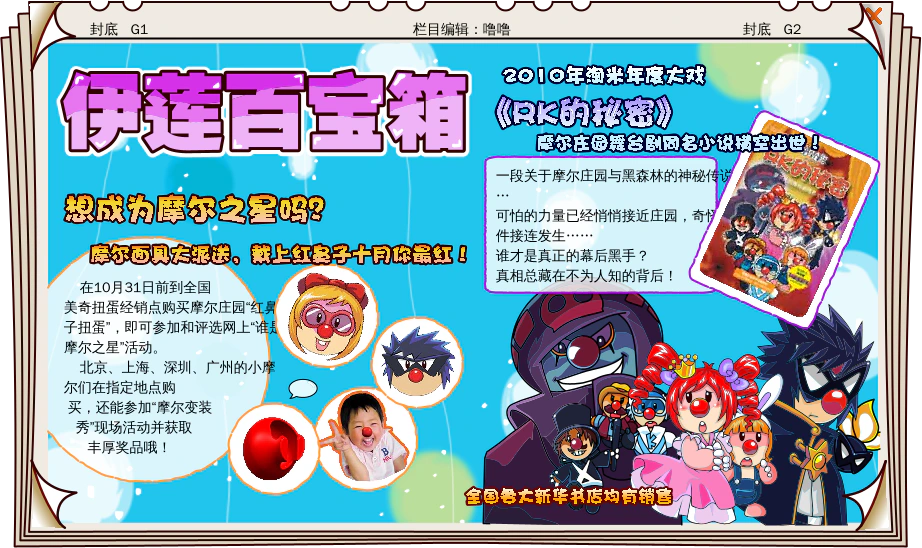 封底 G1
栏目编辑：噜噜
封底 G2
伊莲百宝箱
想成为摩尔之星吗?
摩尔面具大派送，戴上红鼻子十月你最红！
在10月31日前到全国
美奇扭蛋经销点购买摩尔庄园“红鼻
子扭蛋”，即可参加和评选网上“谁是
摩尔之星”活动。
北京、上海、深圳、广州的小摩
尔们在指定地点购
买，还能参加“摩尔变装
秀”现场活动并获取
丰厚奖品哦！
2010年淘米年度大戏
《RK的秘密》
摩尔庄园舞台剧同名小说横空出世！
一段关于摩尔庄园与黑森林的神秘传说
…
可怕的力量已经悄悄接近庄园，奇怪
件接连发生……
谁才是真正的幕后黑手？
真相总藏在不为人知的背后！
RK的秘密
全国各大新华书店均有销售